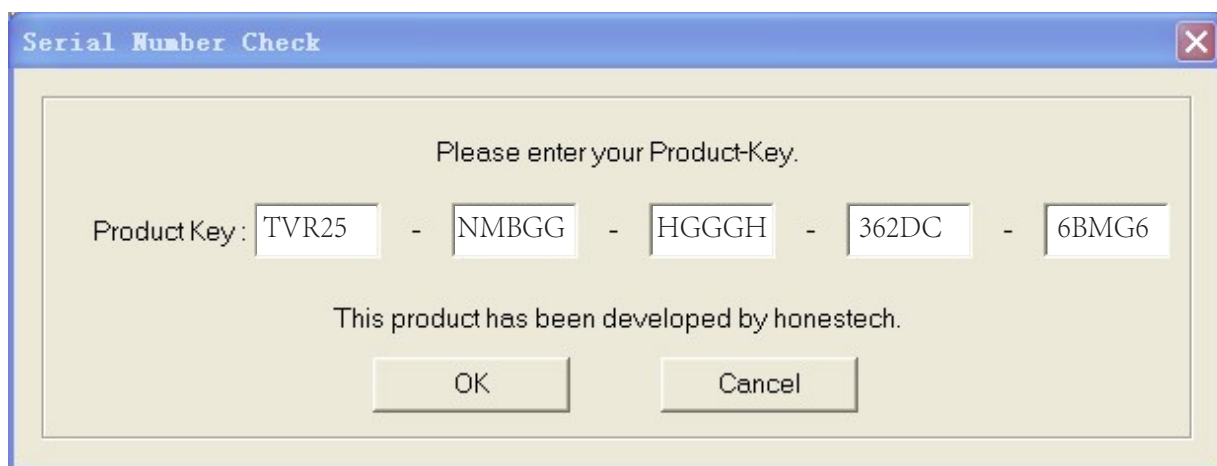 Serial Number Check
Please enter your Product-Key.
Product Key : TVR25 - NMBGG - HGGGH - 362DC - 6BMG6
This product has been developed by honestech.
OK Cancel